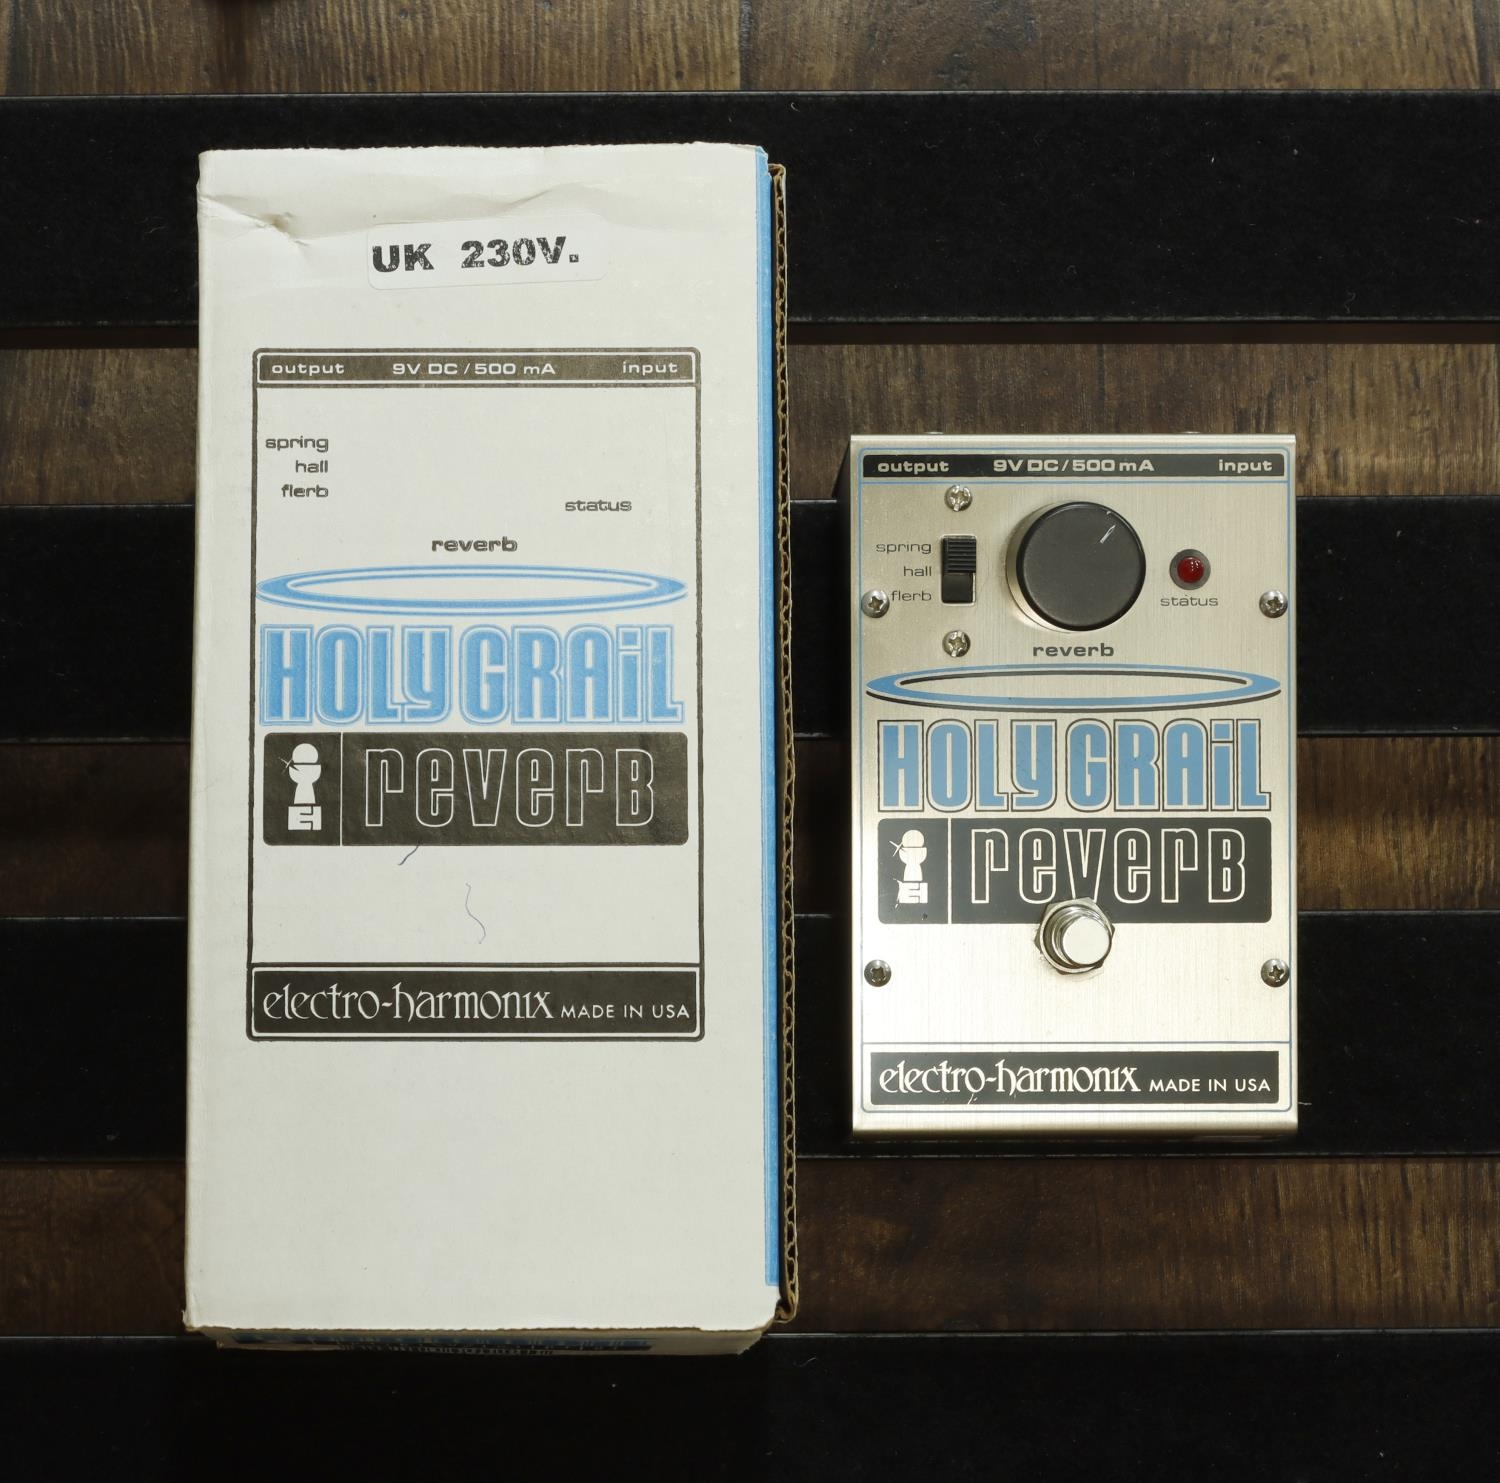 UK 230V.
output 9V DC / 500 mA input
spring
hall
flerb
status
reverb
HOLY GRAiL
EH reverB
electro-harmonix MADE IN USA
output 9V DC / 500 mA input
spring
hall
flerb
status
reverb
HOLY GRAiL
EH reverB
electro-harmonix MADE IN USA